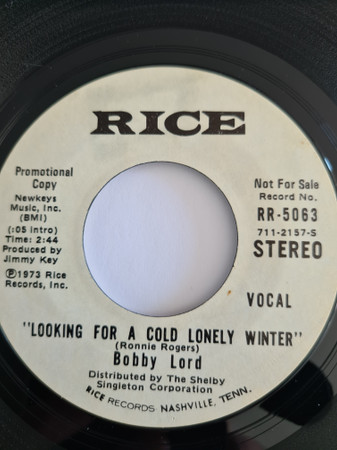 RICE
Promotional
Copy
Newkeys
Music, Inc.
(BMI)
(:05 Intro)
Time: 2:44
Produced by
Jimmy Key
℗1973 Rice
Records, Inc.
Not For Sale
Record No.
RR-5063
711-2157-S
STEREO
VOCAL
"LOOKING FOR A COLD LONELY WINTER"
(Ronnie Rogers)
Bobby Lord
Distributed by The Shelby
Singleton Corporation
RICE RECORDS NASHVILLE, TENN.